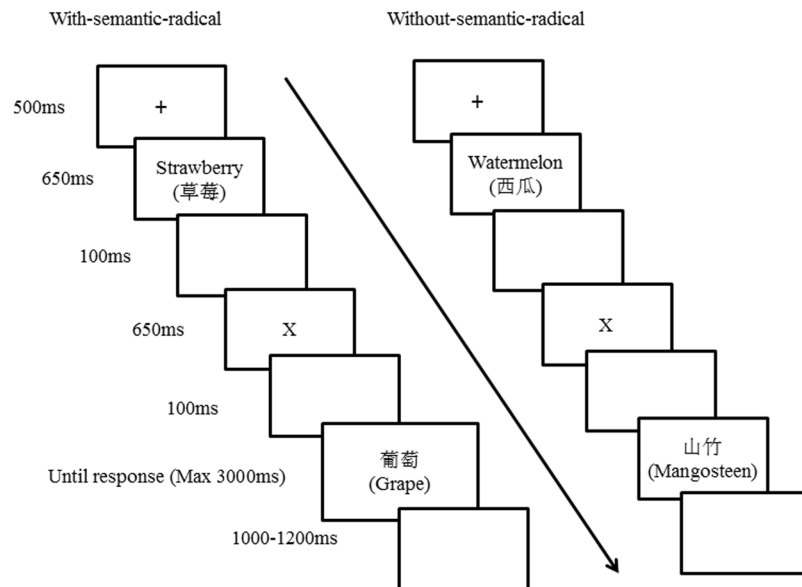 With-semantic-radical
Without-semantic-radical
500ms
+
650ms
Strawberry
(草莓)
100ms
650ms
X
100ms
Until response (Max 3000ms)
葡萄
(Grape)
1000-1200ms
+
Watermelon
(西瓜)
X
山竹
(Mangosteen)